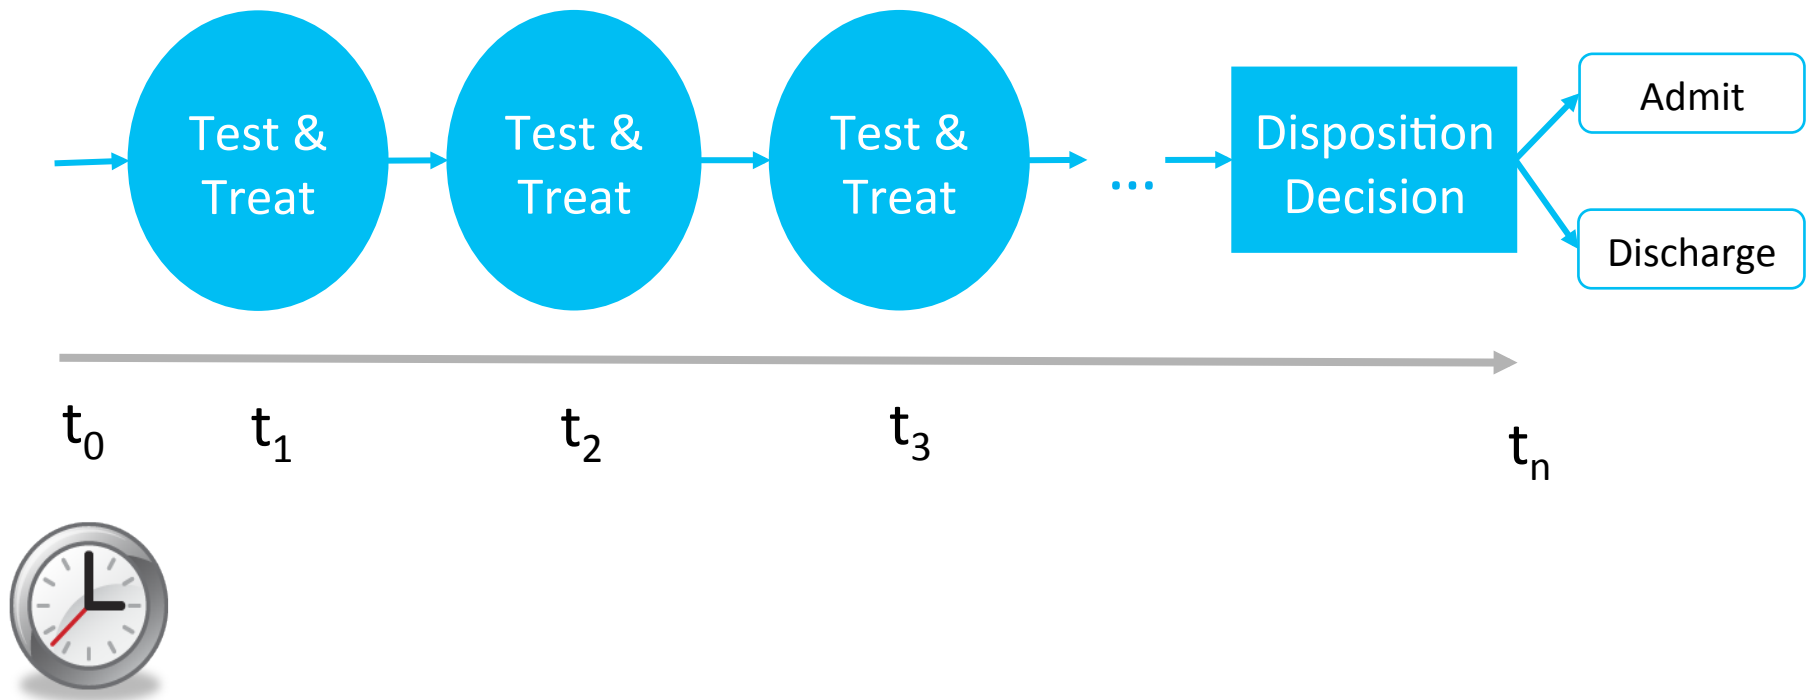 Test &
Treat
Test &
Treat
Test &
Treat
...
Disposition
Decision
Admit
Discharge
t₀
t₁
t₂
t₃
tₙ